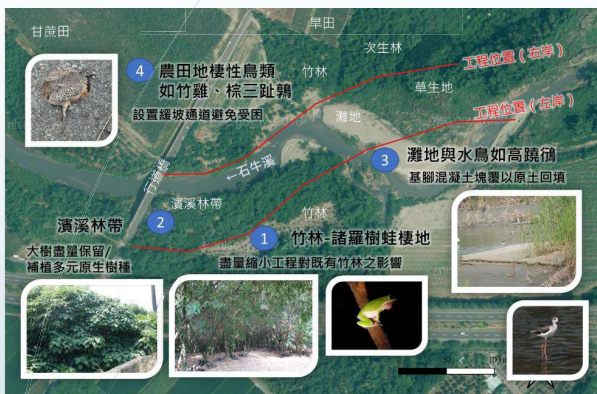 甘蔗田
旱田
次生林
竹林
工程位置(右岸)
草生地
工程位置(左岸)
灘地
4 農田地棲性鳥類
如竹雞、棕三趾鶉
設置緩坡通道避免受困
行道橋
←石牛溪
3 灘地與水鳥如高蹺鴴
基腳混凝土塊覆以原土回填
濱溪林帶
2
濱溪林帶
竹林
大樹盡量保留/
補植多元原生樹種
1 竹林-諸羅樹蛙棲地
盡量縮小工程對既有竹林之影響